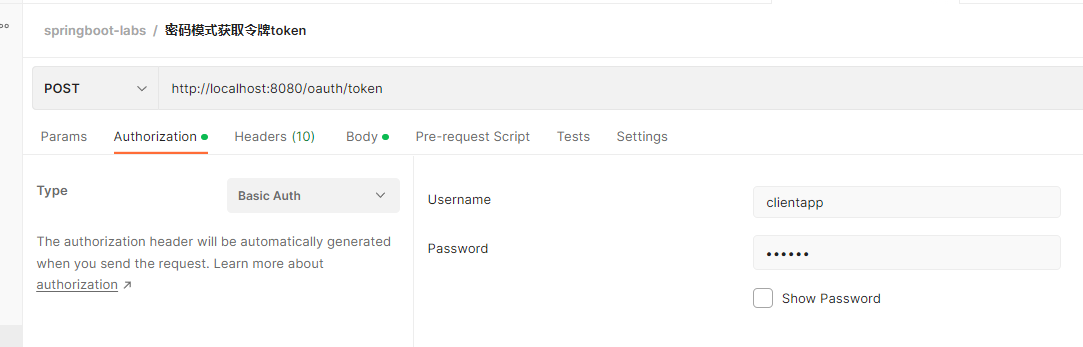 springboot-labs / 密码模式获取令牌token
POST http://localhost:8080/oauth/token
Params Authorization Headers (10) Body Pre-request Script Tests Settings
Type Basic Auth
The authorization header will be automatically generated
when you send the request. Learn more about
authorization ↗
Username clientapp
Password ••••••
Show Password